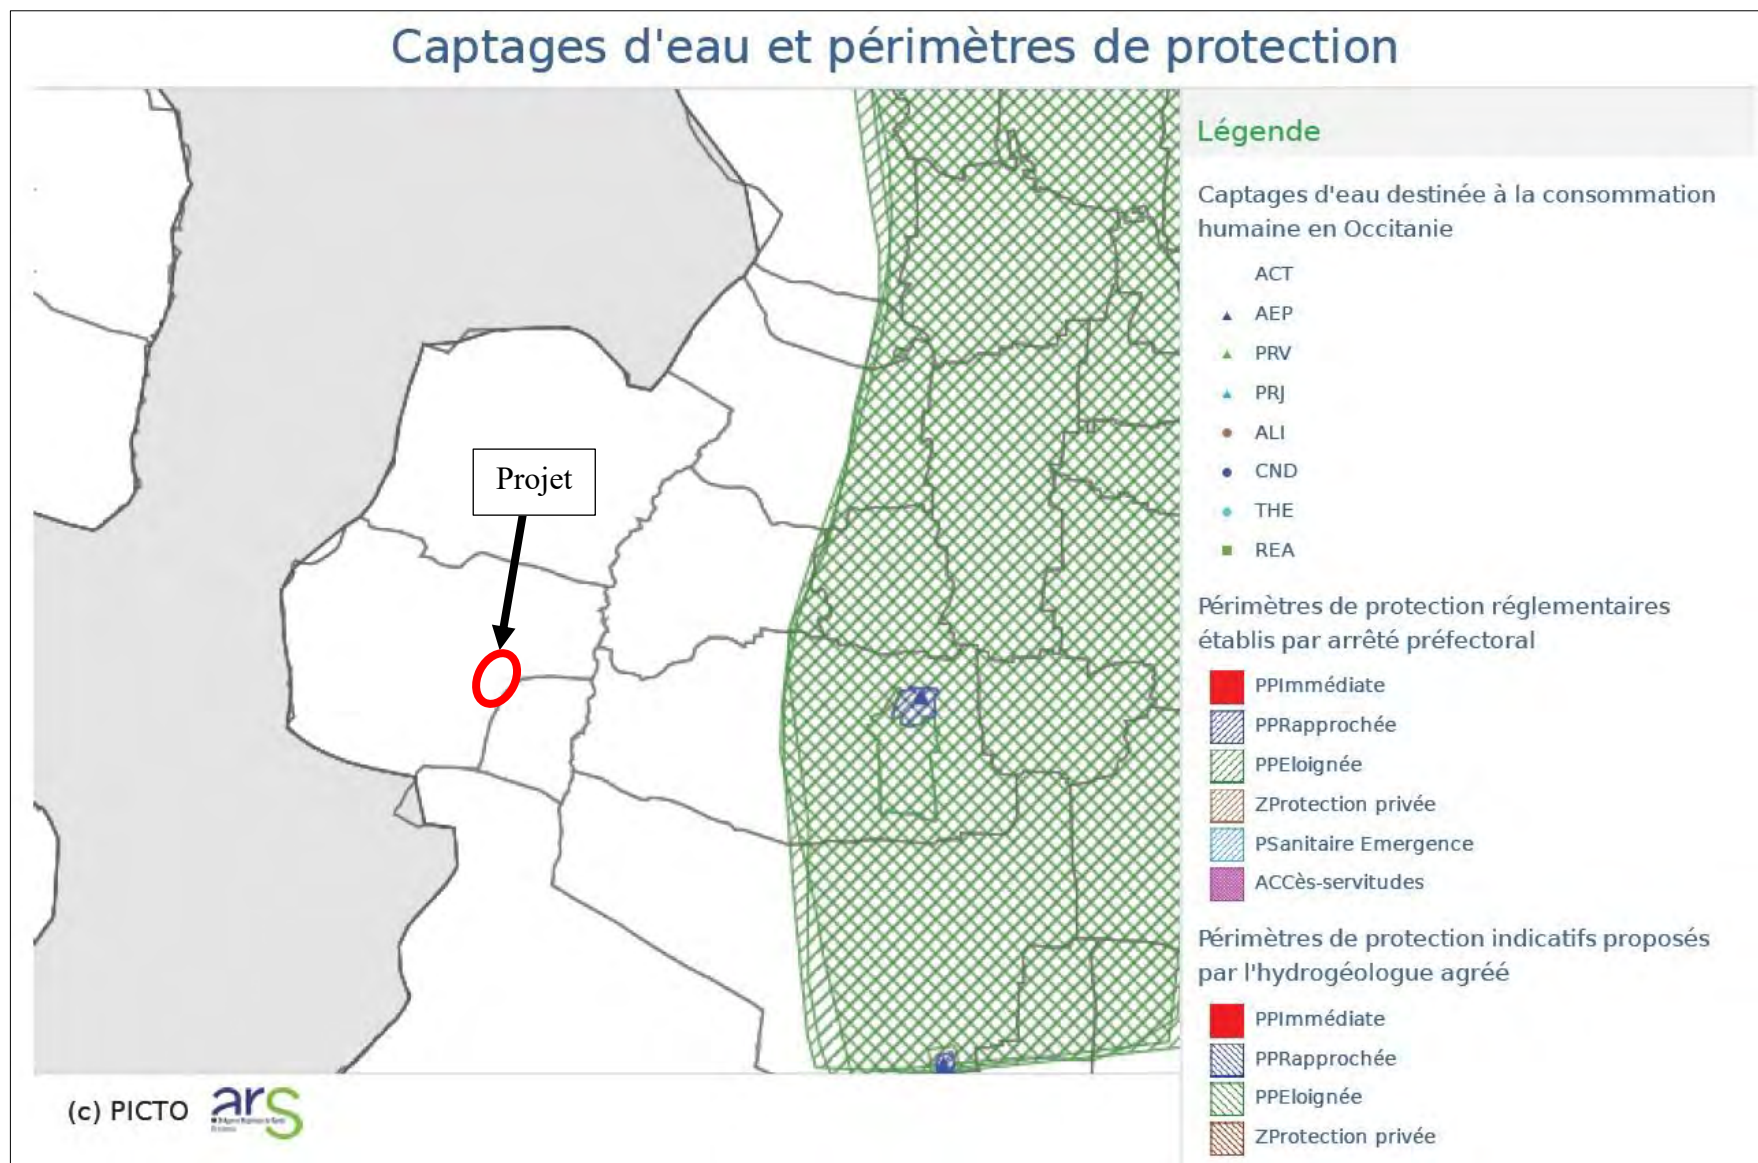 Captages d'eau et périmètres de protection
Projet
Légende
Captages d'eau destinée à la consommation
humaine en Occitanie
ACT
AEP
PRV
PRJ
ALI
CND
THE
REA
Périmètres de protection réglementaires
établis par arrêté préfectoral
PPImmédiate
PPRapprochée
PPEloignée
ZProtection privée
PSanitaire Emergence
ACCès-servitudes
Périmètres de protection indicatifs proposés
par l'hydrogéologue agréé
PPImmédiate
PPRapprochée
PPEloignée
ZProtection privée
(c) PICTO
ars